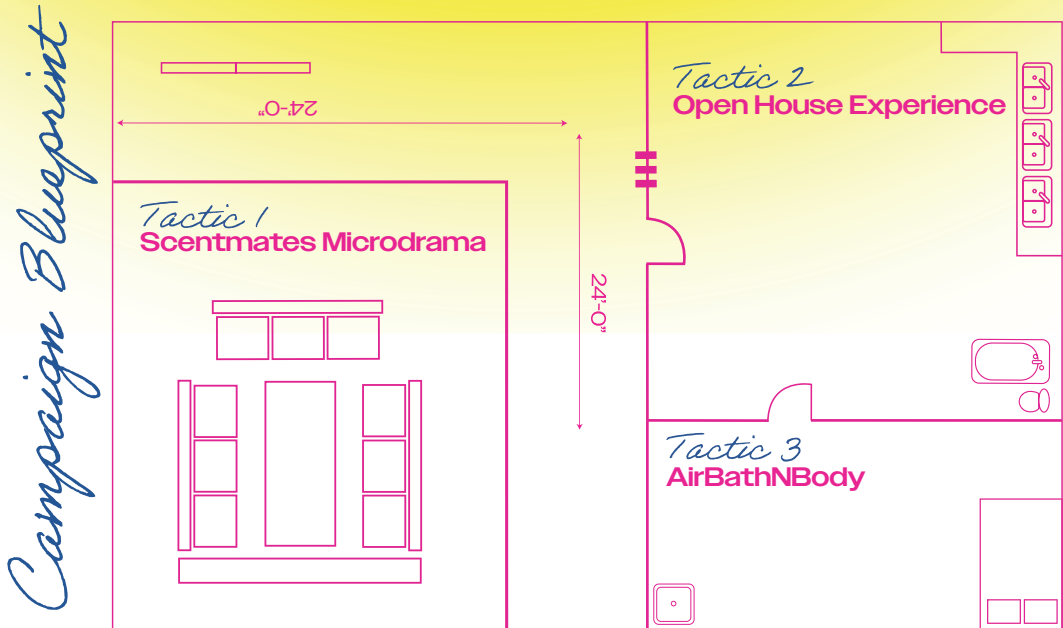 Campaign Blueprint
24'-0"
Tactic 1
Scentmates Microdrama
24'-0"
Tactic 2
Open House Experience
Tactic 3
AirBathNBody